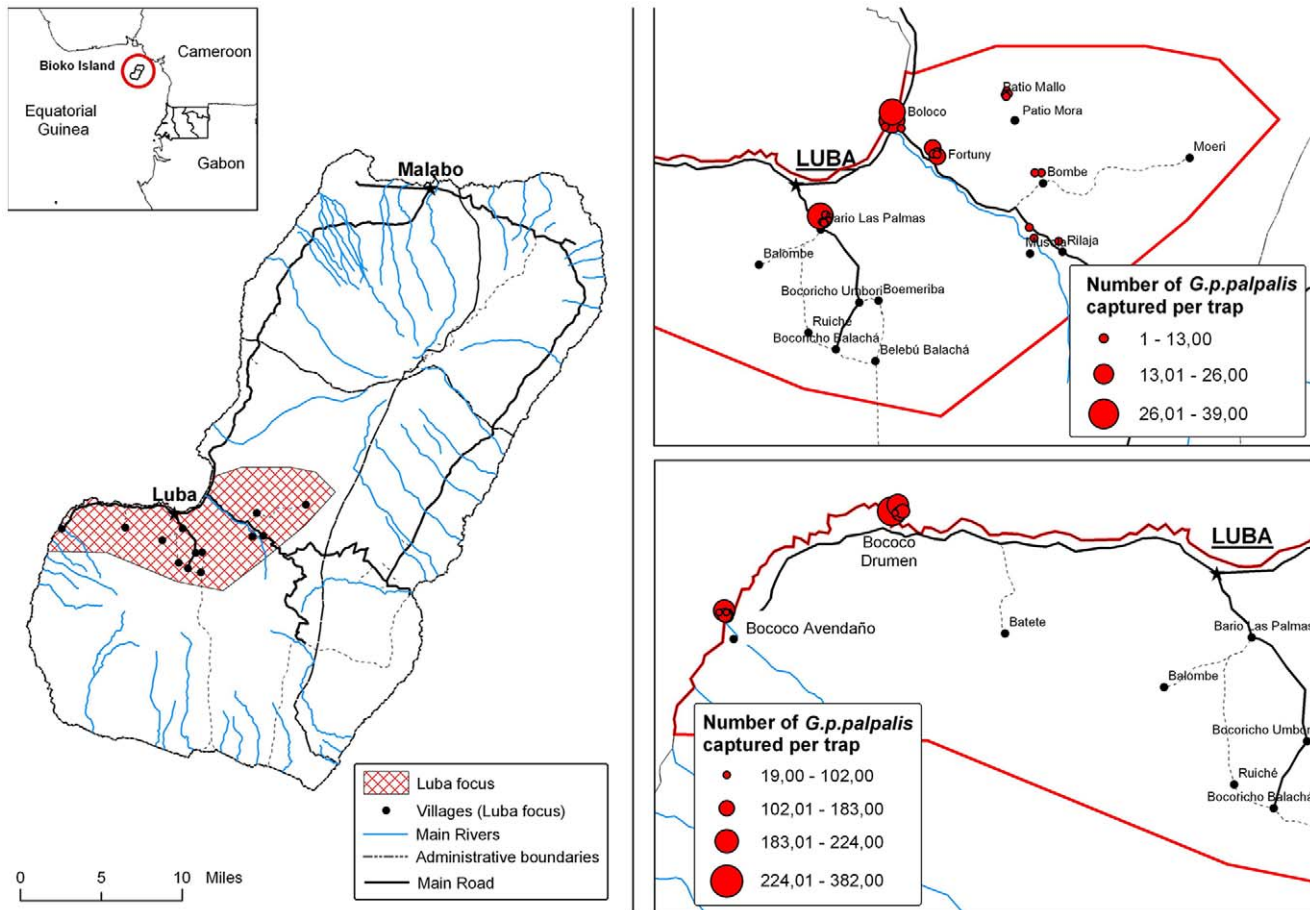 Cameroon
Bioko Island
Equatorial
Guinea
Gabon
Malabo
Luba
Luba focus
Villages (Luba focus)
Main Rivers
Administrative boundaries
Main Road
0 5 10 Miles
Patio Mallo
Boloco
Patio Mora
Moeri
LUBA
Fortuny
Bombe
Bario Las Palmas
Musola
Rilaja
Balombe
Bocoricho Umbori
Boemeriba
Ruiché
Bocoricho Balachá
Belebú Balachá
Number of G.p.palpalis
captured per trap
1 - 13,00
13,01 - 26,00
26,01 - 39,00
Bococo
Drumen
LUBA
Bococo Avendaño
Batete
Bario Las Palmas
Balombe
Bocoricho Umbori
Ruiché
Bocoricho Balachá
Number of G.p.palpalis
captured per trap
19,00 - 102,00
102,01 - 183,00
183,01 - 224,00
224,01 - 382,00